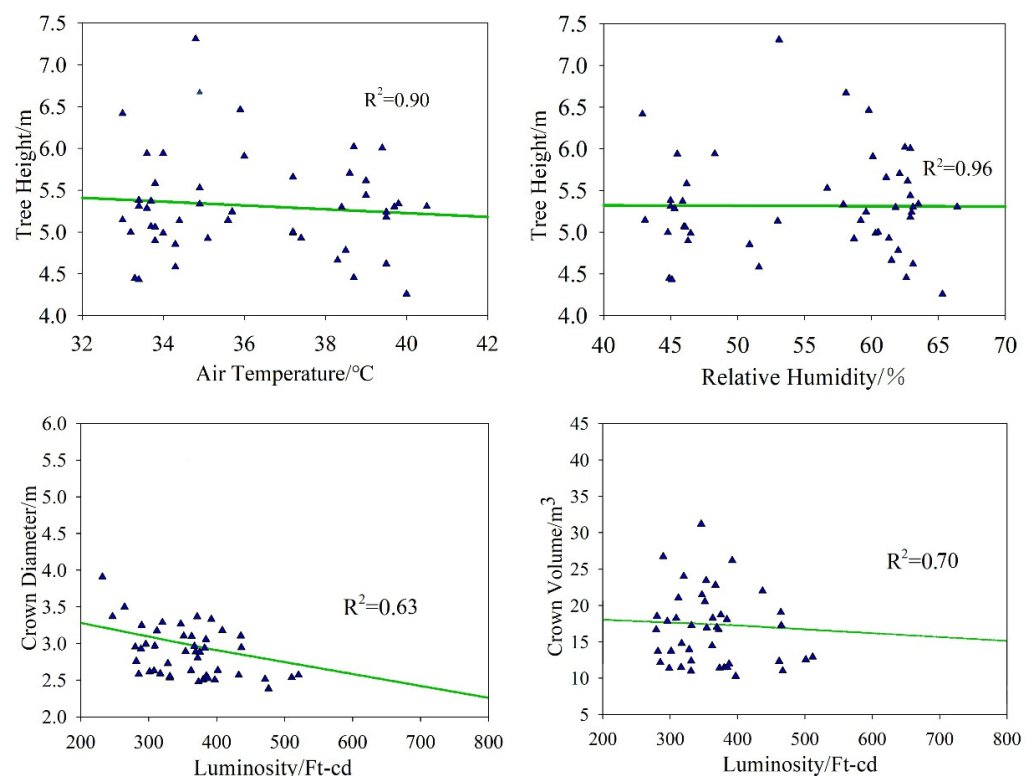 7.5
7.0
6.5
6.0
5.5
5.0
4.5
4.0
Tree Height/m
R²=0.90
32 34 36 38 40 42
Air Temperature/°C
7.5
7.0
6.5
6.0
5.5
5.0
4.5
4.0
Tree Height/m
R²=0.96
40 45 50 55 60 65 70
Relative Humidity/%
6.0
5.5
5.0
4.5
4.0
3.5
3.0
2.5
2.0
Crown Diameter/m
R²=0.63
200 300 400 500 600 700 800
Luminosity/Ft-cd
45
40
35
30
25
20
15
10
5
Crown Volume/m³
R²=0.70
200 300 400 500 600 700 800
Luminosity/Ft-cd